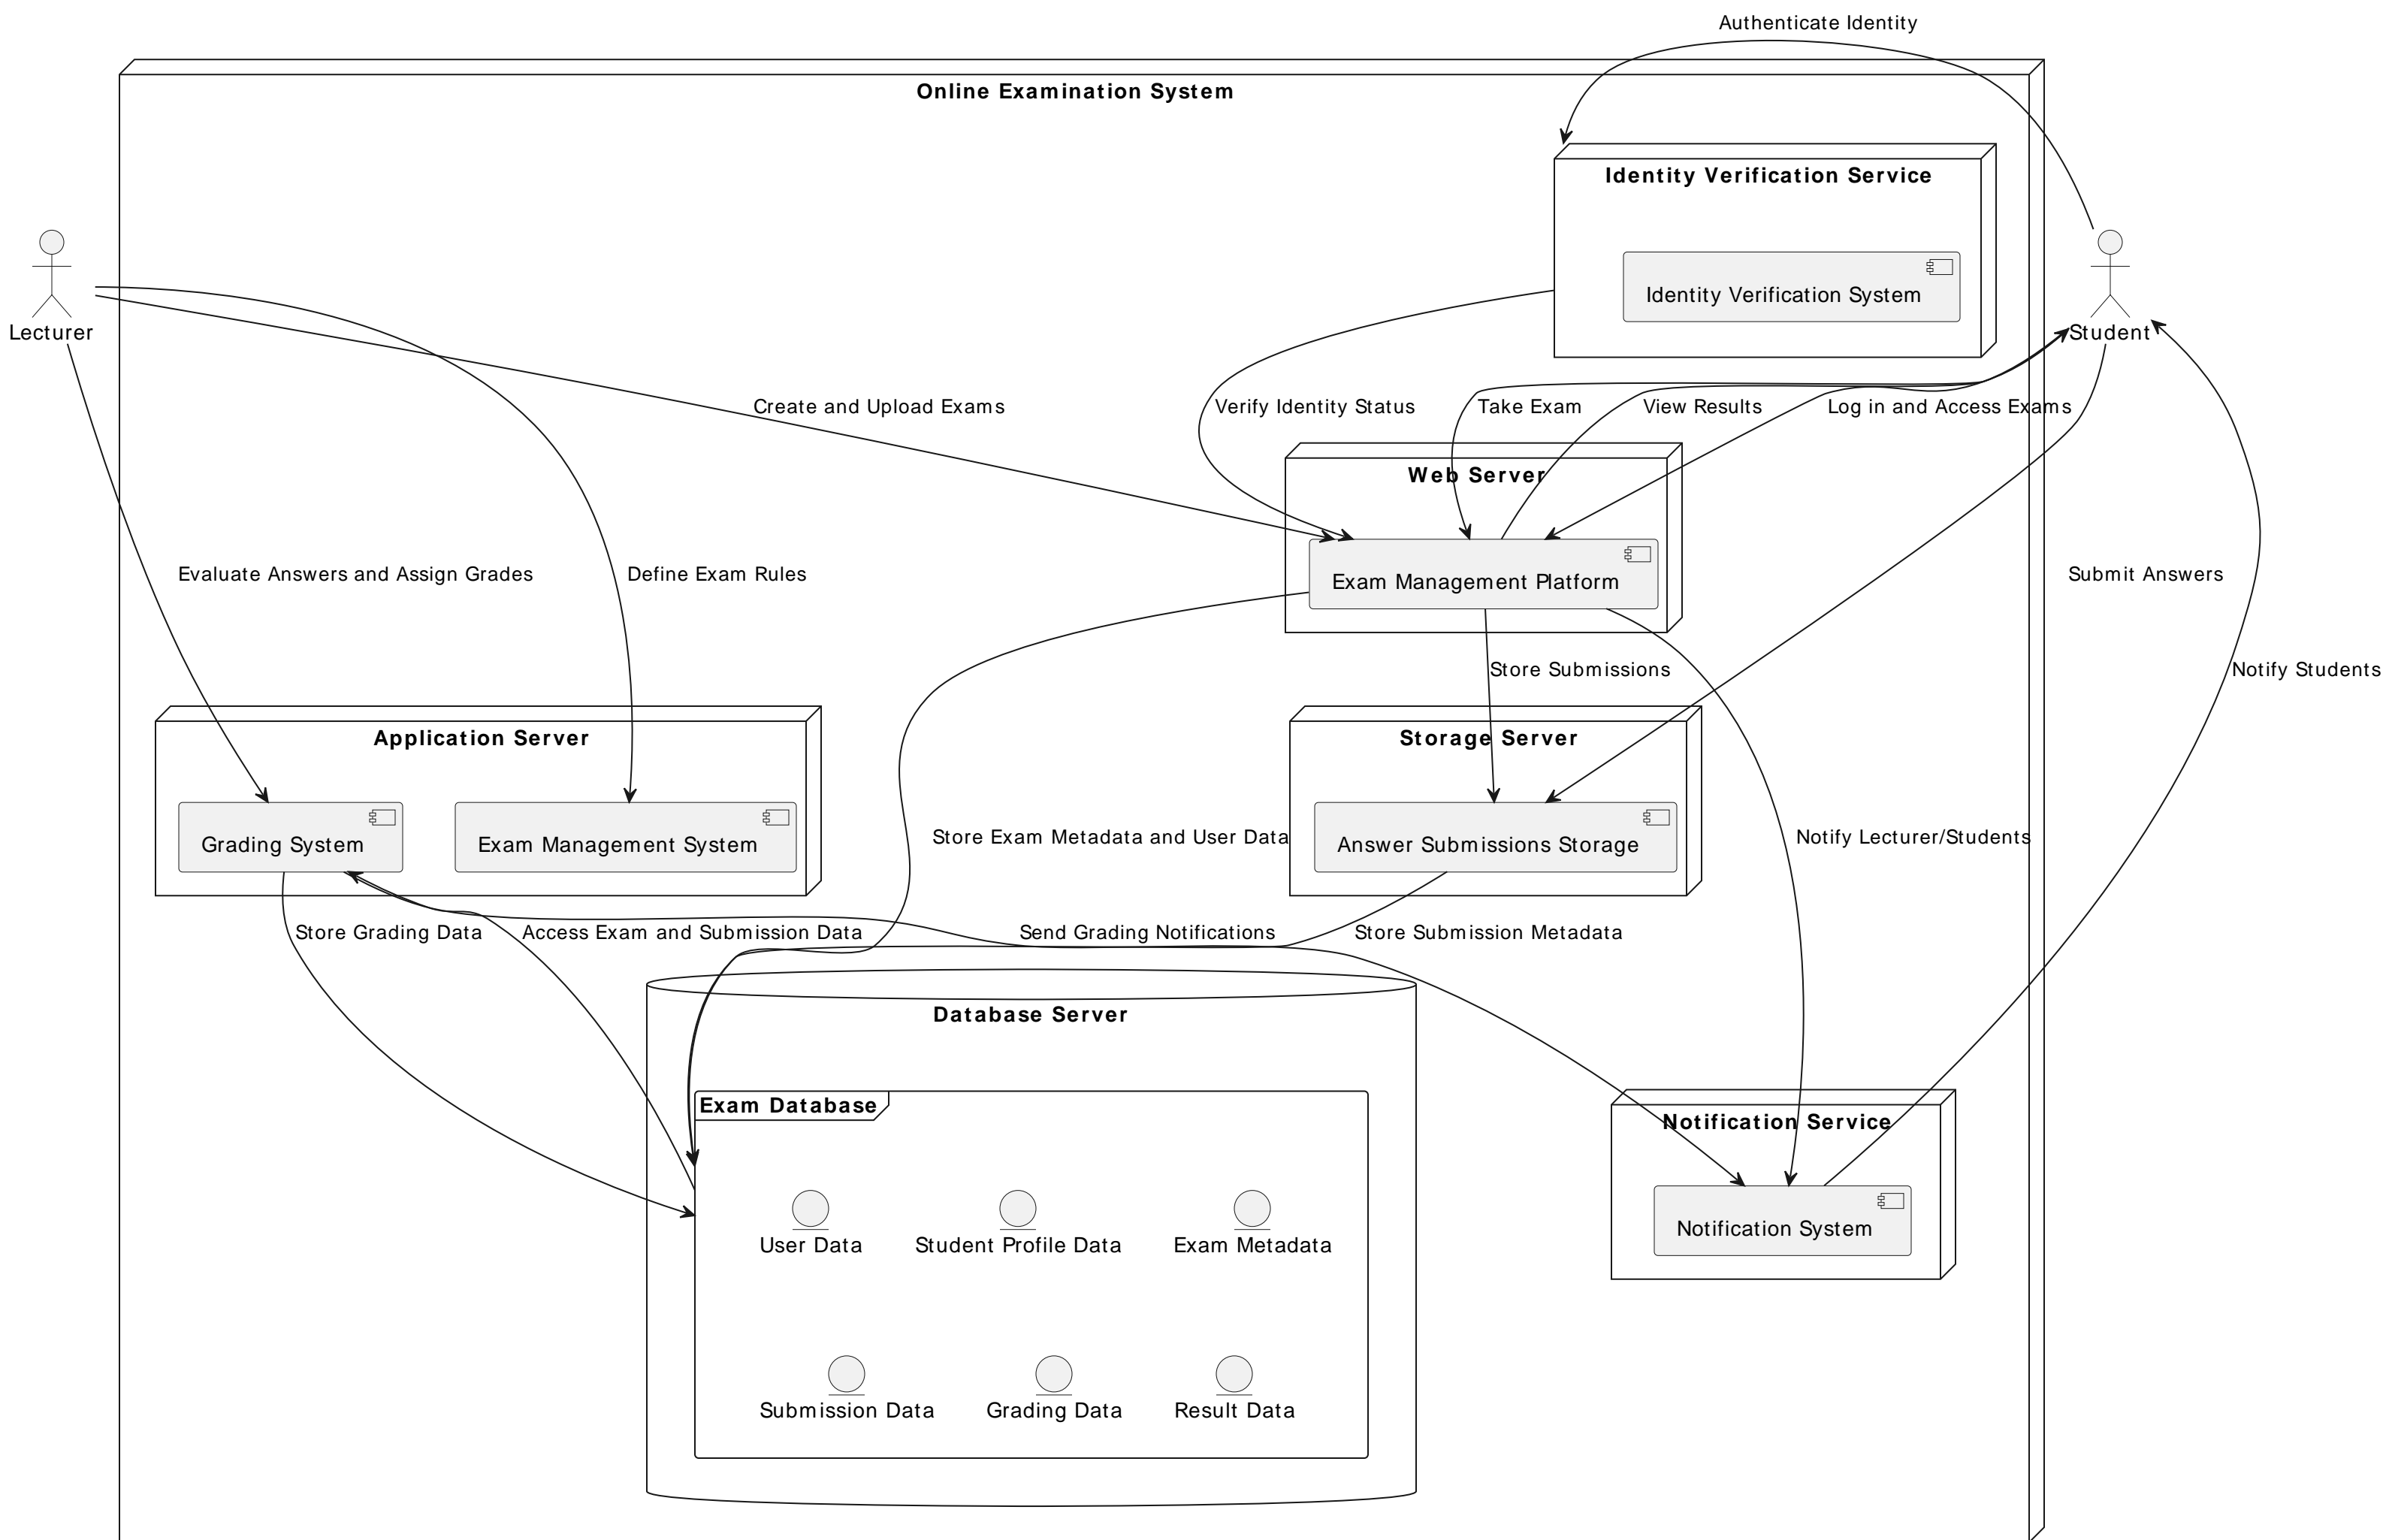 Authenticate Identity
Online Examination System
Identity Verification Service
Identity Verification System
Lecturer
Student
Create and Upload Exams
Verify Identity Status
Take Exam
View Results
Log in and Access Exams
Web Server
Exam Management Platform
Evaluate Answers and Assign Grades
Define Exam Rules
Submit Answers
Store Submissions
Notify Students
Application Server
Storage Server
Grading System
Exam Management System
Store Exam Metadata and User Data
Answer Submissions Storage
Notify Lecturer/Students
Store Grading Data
Access Exam and Submission Data
Send Grading Notifications
Store Submission Metadata
Database Server
Exam Database
Notification Service
Notification System
User Data
Student Profile Data
Exam Metadata
Submission Data
Grading Data
Result Data